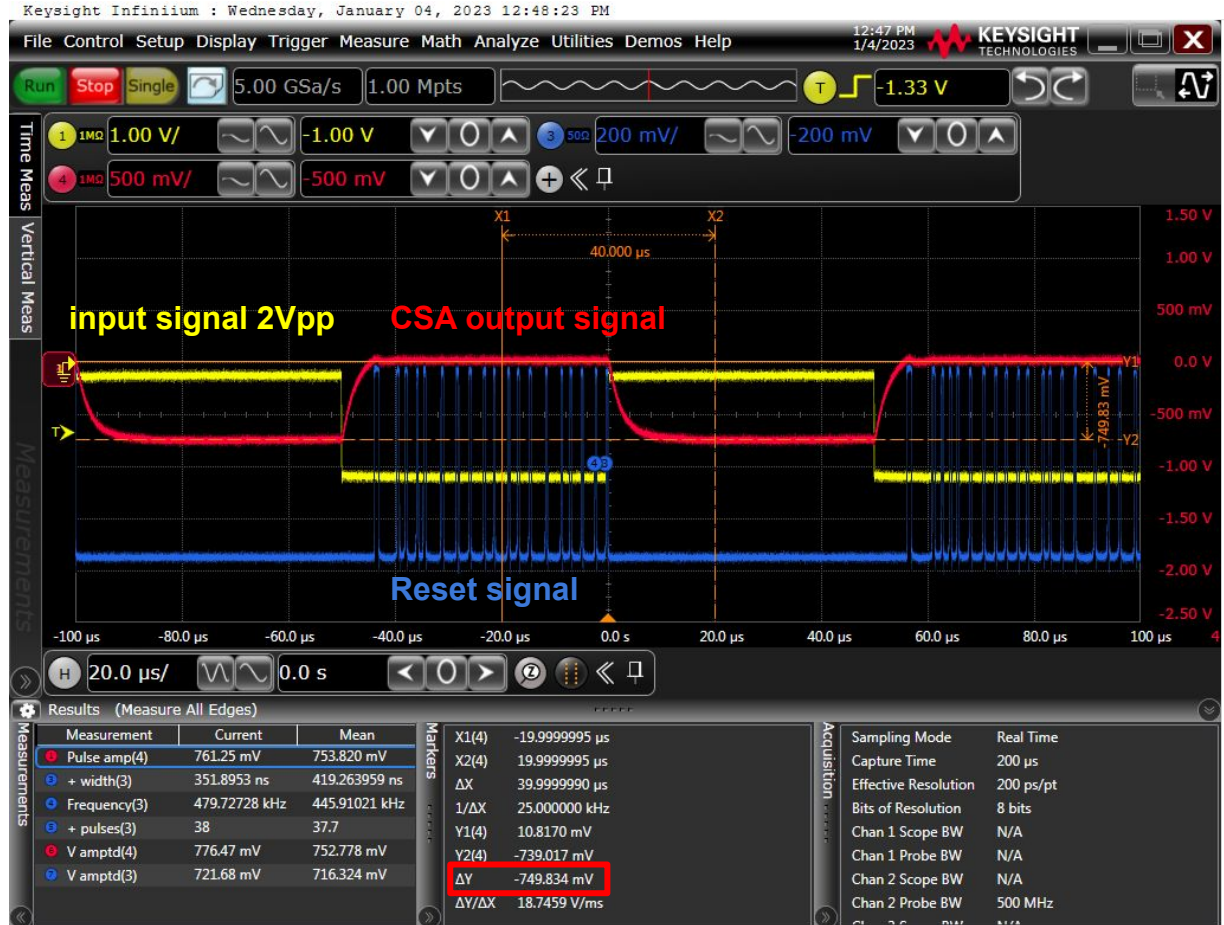 Keysight Infiniium : Wednesday, January 04, 2023 12:48:23 PM
File Control Setup Display Trigger Measure Math Analyze Utilities Demos Help
12:47 PM
1/4/2023
KEYSIGHT
TECHNOLOGIES
X
Run Stop Single 5.00 GSa/s 1.00 Mpts T -1.33 V
1 1MΩ 1.00 V/ -1.00 V 0 3 50Ω 200 mV/ -200 mV 0
4 1MΩ 500 mV/ -500 mV 0 +
Time Meas
Vertical Meas
Measurements
X1 X2
40.000 µs
input signal 2Vpp CSA output signal
Reset signal
T
Y1
Y2
-749.83 mV
1.50 V
1.00 V
500 mV
0.0 V
-500 mV
-1.00 V
-1.50 V
-2.00 V
-2.50 V
-100 µs -80.0 µs -60.0 µs -40.0 µs -20.0 µs 0.0 s 20.0 µs 40.0 µs 60.0 µs 80.0 µs 100 µs 4
H 20.0 µs/ 0.0 s 0 Z
Results (Measure All Edges)
Measurements
Measurement Current Mean
Pulse amp(4) 761.25 mV 753.820 mV
+ width(3) 351.8953 ns 419.263959 ns
Frequency(3) 479.72728 kHz 445.91021 kHz
+ pulses(3) 38 37.7
V amptd(4) 776.47 mV 752.778 mV
V amptd(3) 721.68 mV 716.324 mV
Markers
X1(4) -19.9999995 µs
X2(4) 19.9999995 µs
ΔX 39.9999990 µs
1/ΔX 25.000000 kHz
Y1(4) 10.8170 mV
Y2(4) -739.017 mV
ΔY -749.834 mV
ΔY/ΔX 18.7459 V/ms
Acquisition
Sampling Mode Real Time
Capture Time 200 µs
Effective Resolution 200 ps/pt
Bits of Resolution 8 bits
Chan 1 Scope BW N/A
Chan 1 Probe BW N/A
Chan 2 Scope BW N/A
Chan 2 Probe BW 500 MHz